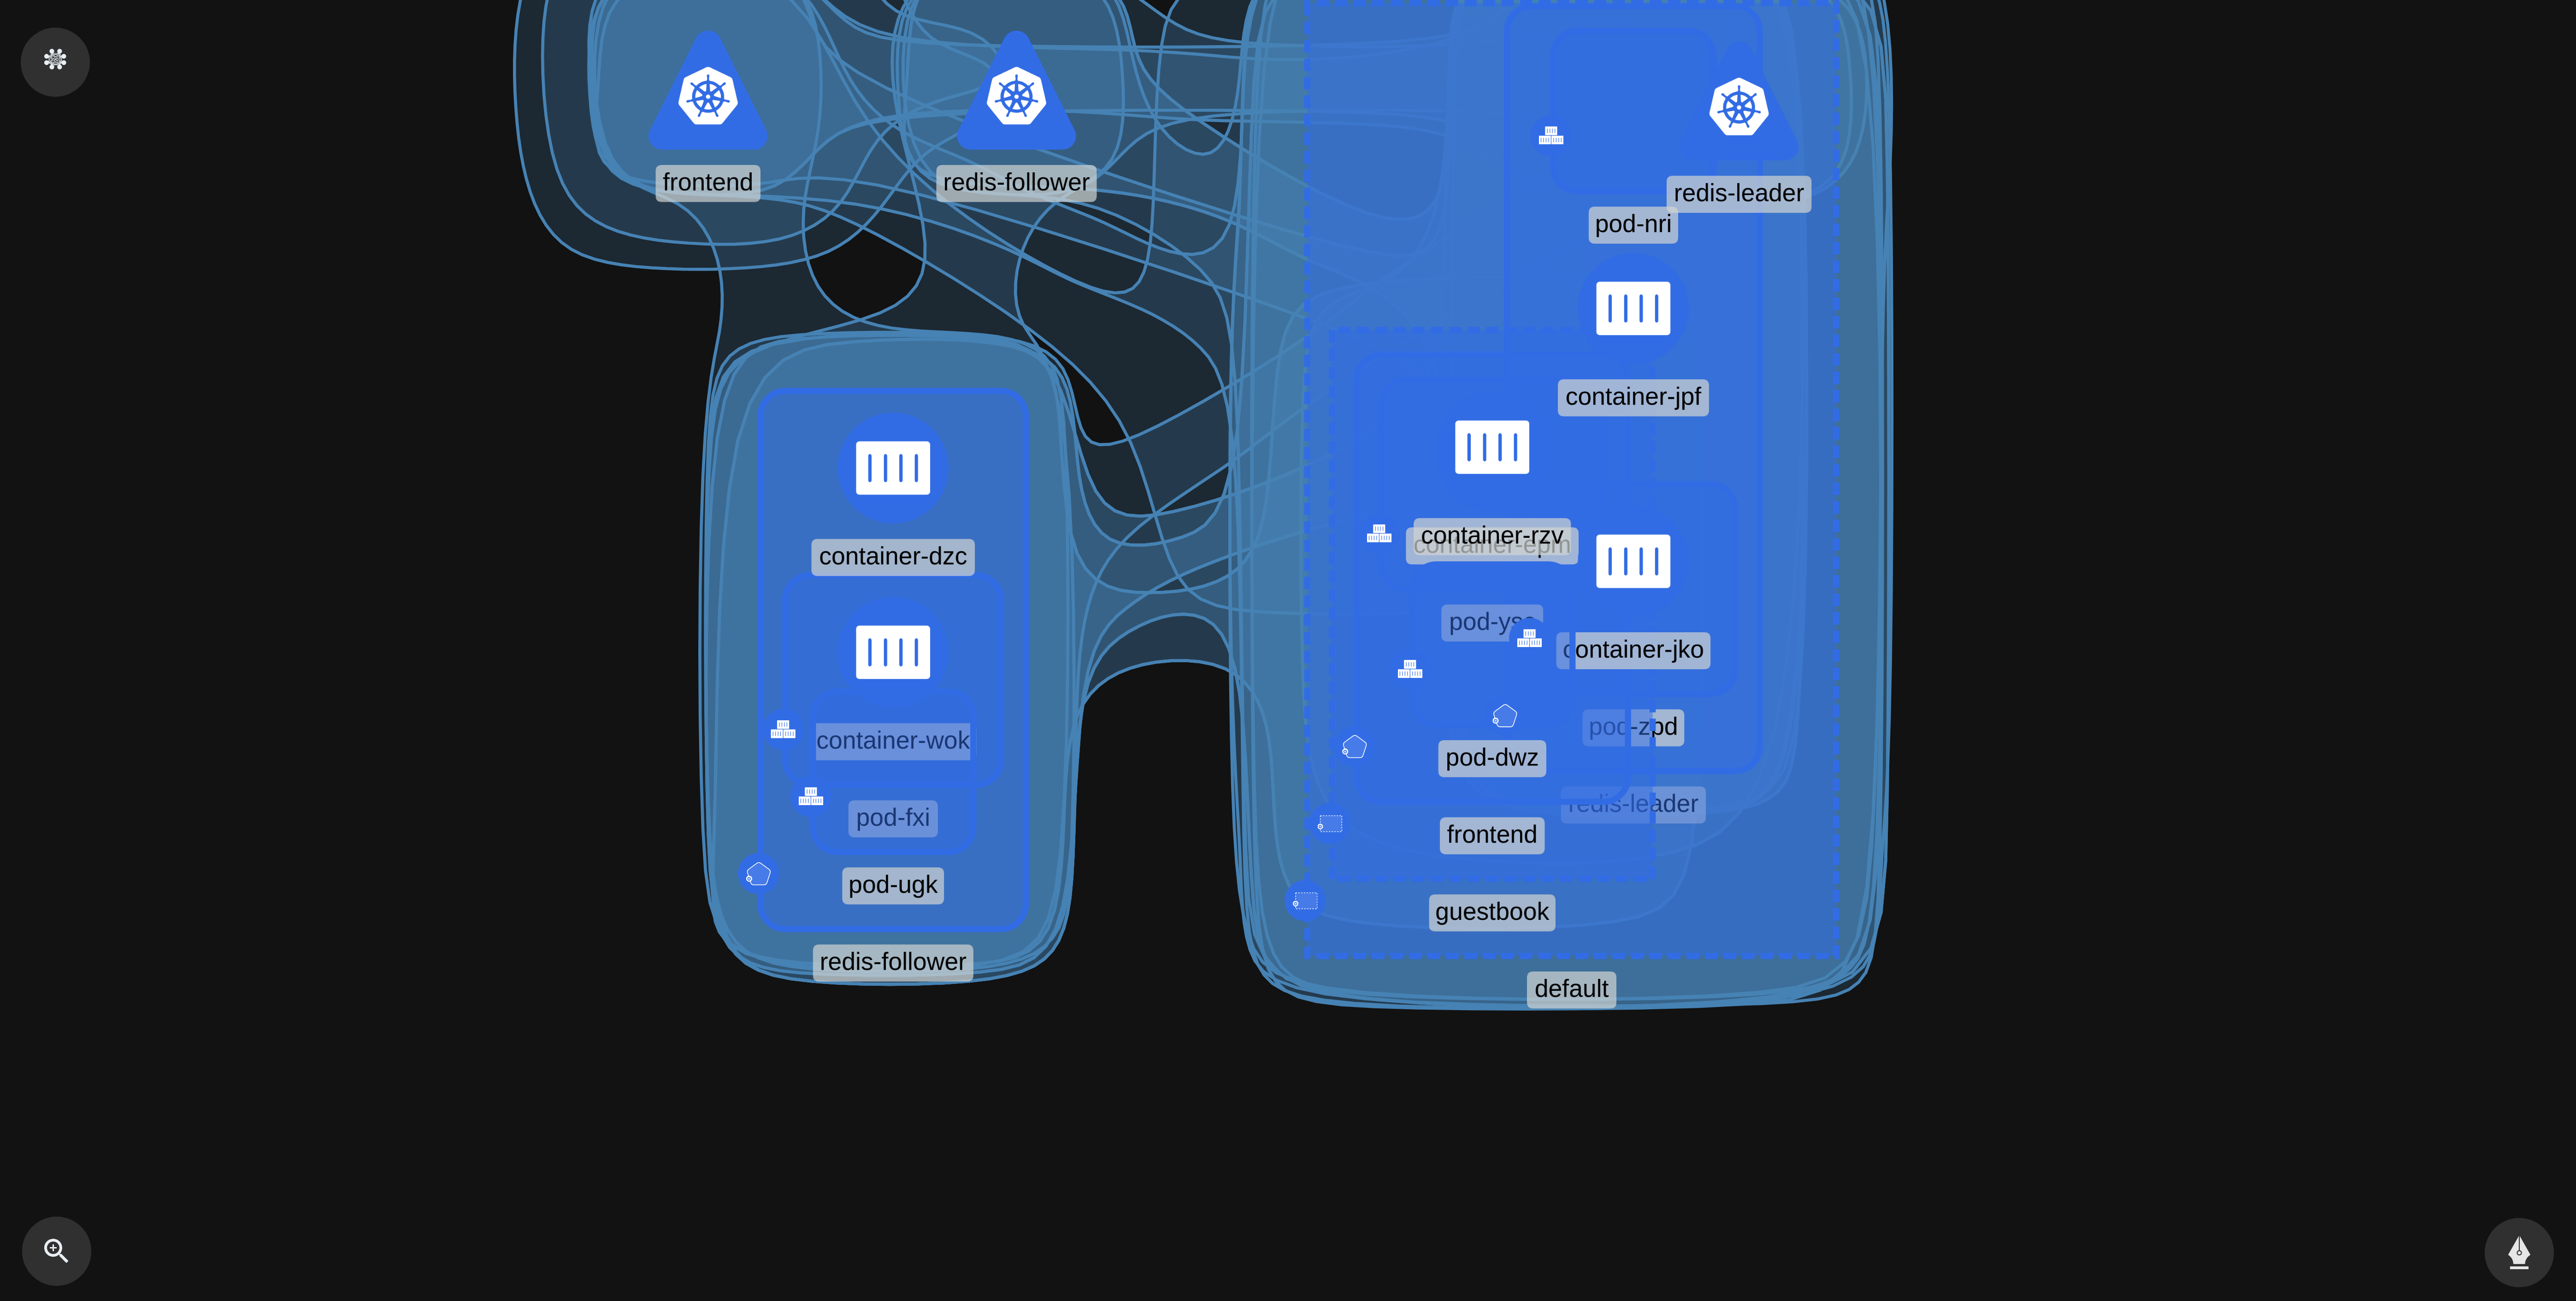 frontend
redis-follower
redis-leader
pod-nri
container-jpf
container-rzv
container-epm
container-dzc
pod-ysc
container-jko
container-wok
pod-zpd
pod-dwz
redis-leader
pod-fxi
frontend
pod-ugk
guestbook
redis-follower
default